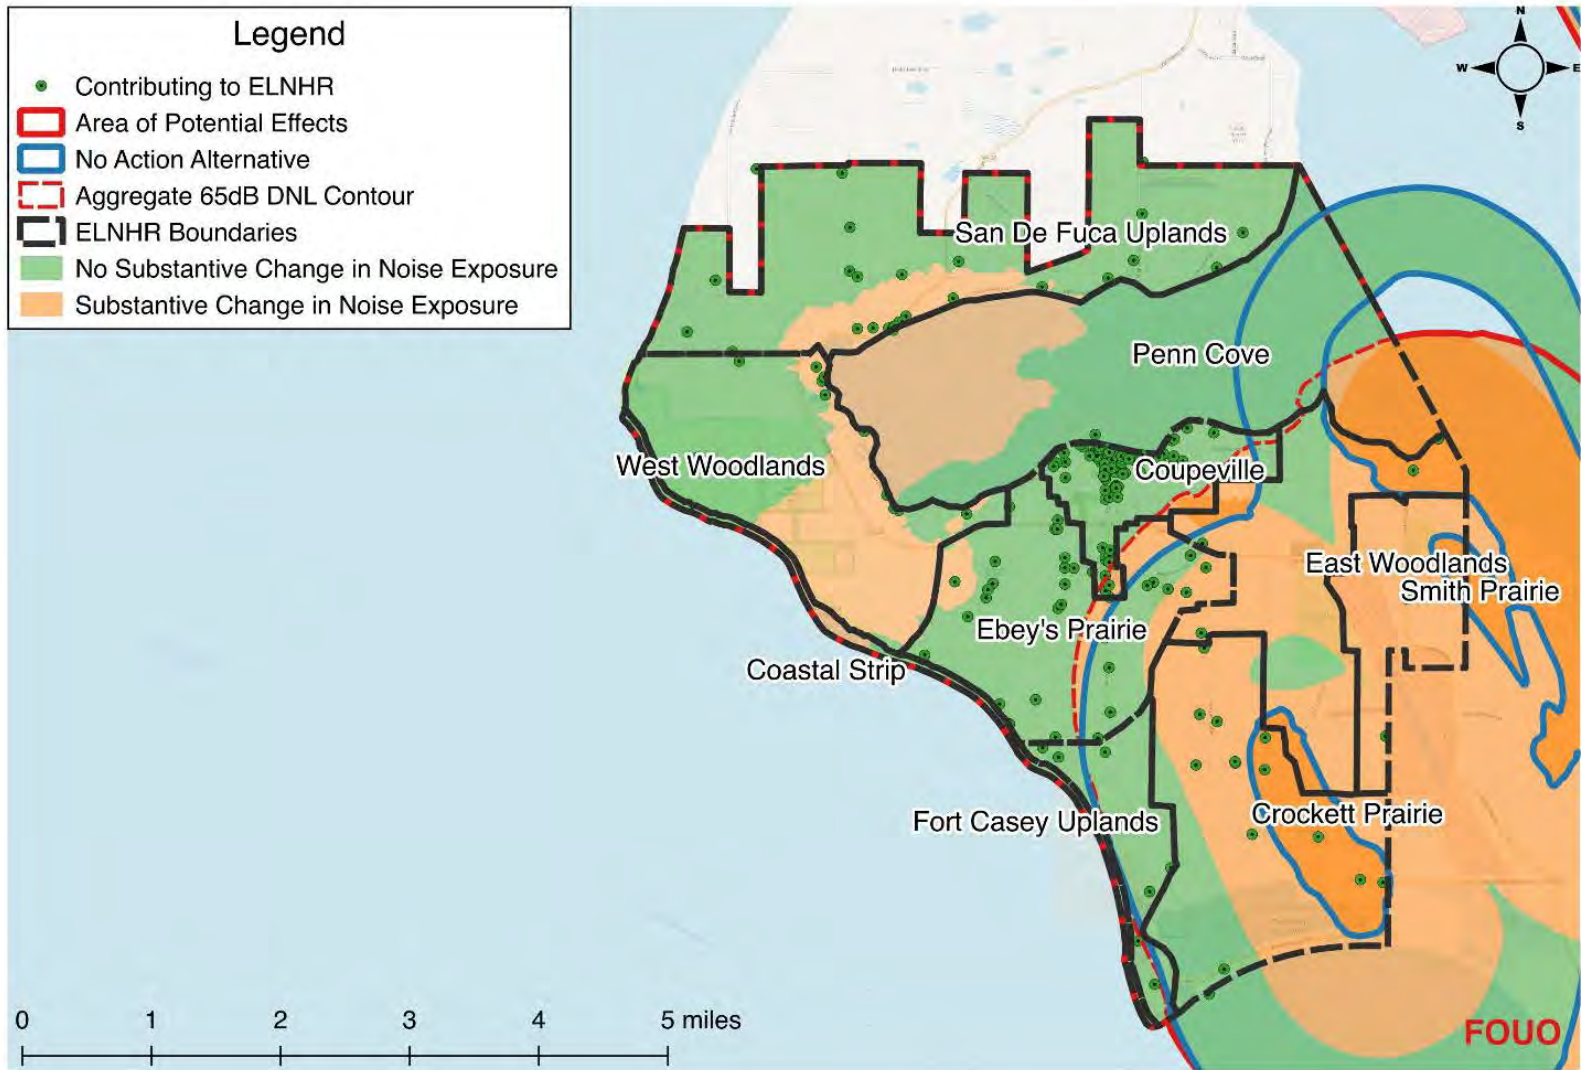 Legend
Contributing to ELNHR
Area of Potential Effects
No Action Alternative
Aggregate 65dB DNL Contour
ELNHR Boundaries
No Substantive Change in Noise Exposure
Substantive Change in Noise Exposure
N
W
E
S
San De Fuca Uplands
Penn Cove
West Woodlands
Coupeville
East Woodlands
Smith Prairie
Ebey's Prairie
Coastal Strip
Fort Casey Uplands
Crockett Prairie
0 1 2 3 4 5 miles
FOUO